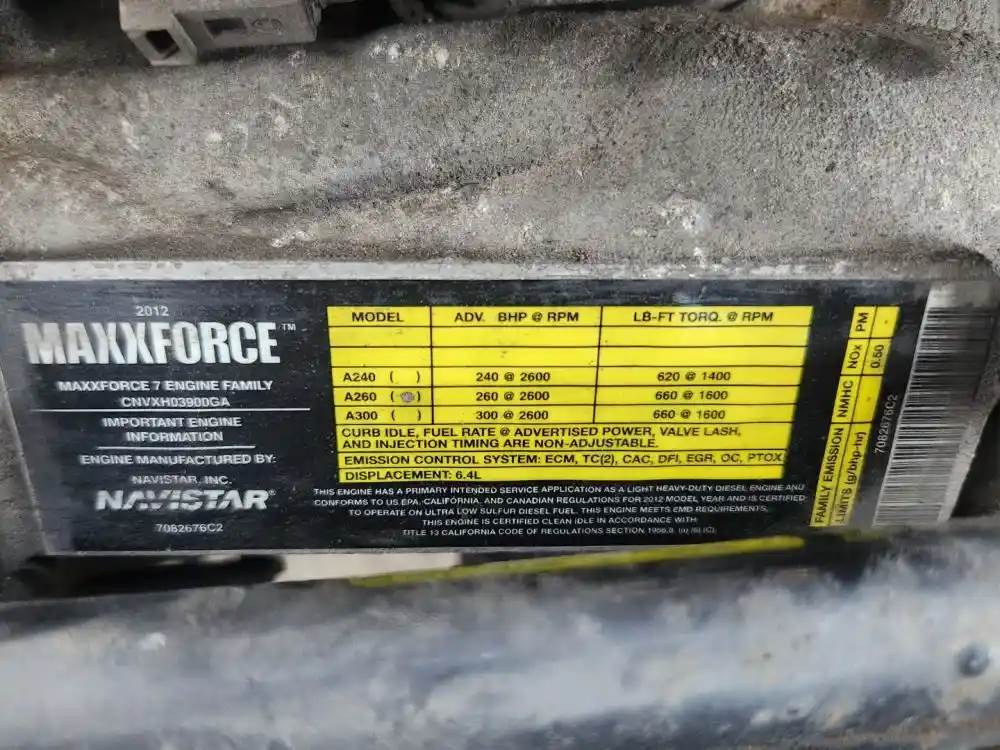 2012
MAXXFORCE™
MAXXFORCE 7 ENGINE FAMILY
CNVXH03900GA
IMPORTANT ENGINE
INFORMATION
ENGINE MANUFACTURED BY:
NAVISTAR, INC.
NAVISTAR®
7082676C2
MODEL ADV. BHP @ RPM LB-FT TORQ. @ RPM
A240 ( ) 240 @ 2600 620 @ 1400
A260 ( ) 260 @ 2600 660 @ 1600
A300 ( ) 300 @ 2600 660 @ 1600
CURB IDLE, FUEL RATE @ ADVERTISED POWER, VALVE LASH,
AND INJECTION TIMING ARE NON-ADJUSTABLE.
EMISSION CONTROL SYSTEM: ECM, TC(2), CAC, DFI, EGR, OC, PTOX
DISPLACEMENT: 6.4L
THIS ENGINE HAS A PRIMARY INTENDED SERVICE APPLICATION AS A LIGHT HEAVY-DUTY DIESEL ENGINE AND
CONFORMS TO US EPA, CALIFORNIA, AND CANADIAN REGULATIONS FOR 2012 MODEL YEAR AND IS CERTIFIED
TO OPERATE ON ULTRA LOW SULFUR DIESEL FUEL. THIS ENGINE MEETS EMD REQUIREMENTS.
THIS ENGINE IS CERTIFIED CLEAN IDLE IN ACCORDANCE WITH
TITLE 13 CALIFORNIA CODE OF REGULATIONS SECTION
FAMILY EMISSION NMHC NOx PM
LIMITS (g/bhp-hr) 0.50
7082676C2